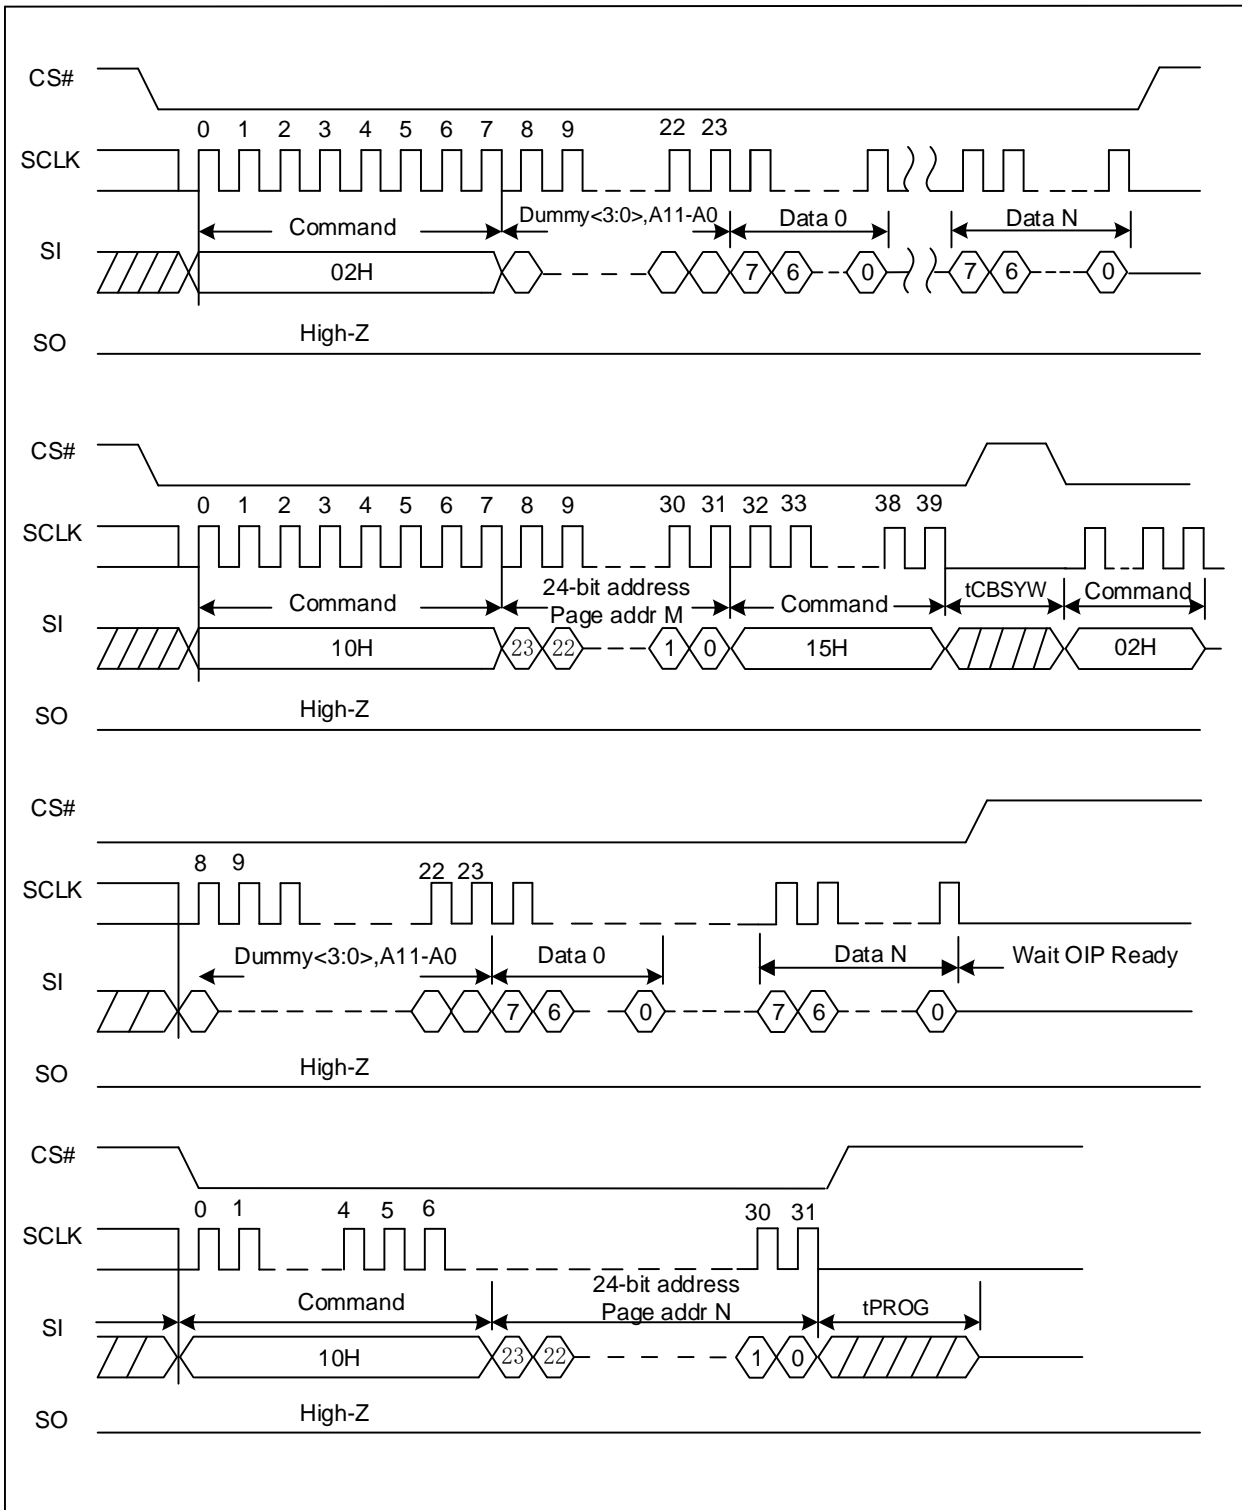 CS#
0 1 2 3 4 5 6 7 8 9 22 23
SCLK
Command Dummy<3:0>,A11-A0 Data 0 Data N
SI
02H 7 6 0 7 6 0
High-Z
SO
CS#
0 1 2 3 4 5 6 7 8 9 30 31 32 33 38 39
SCLK
24-bit address tCBSYW
Command Page addr M Command Command
SI
10H 23 22 1 0 15H 02H
High-Z
SO
CS#
8 9 22 23
SCLK
Dummy<3:0>,A11-A0 Data 0 Data N Wait OIP Ready
SI
7 6 0 7 6 0
High-Z
SO
CS#
0 1 4 5 6 30 31
SCLK
24-bit address
Command Page addr N tPROG
SI
10H 23 22 1 0
High-Z
SO